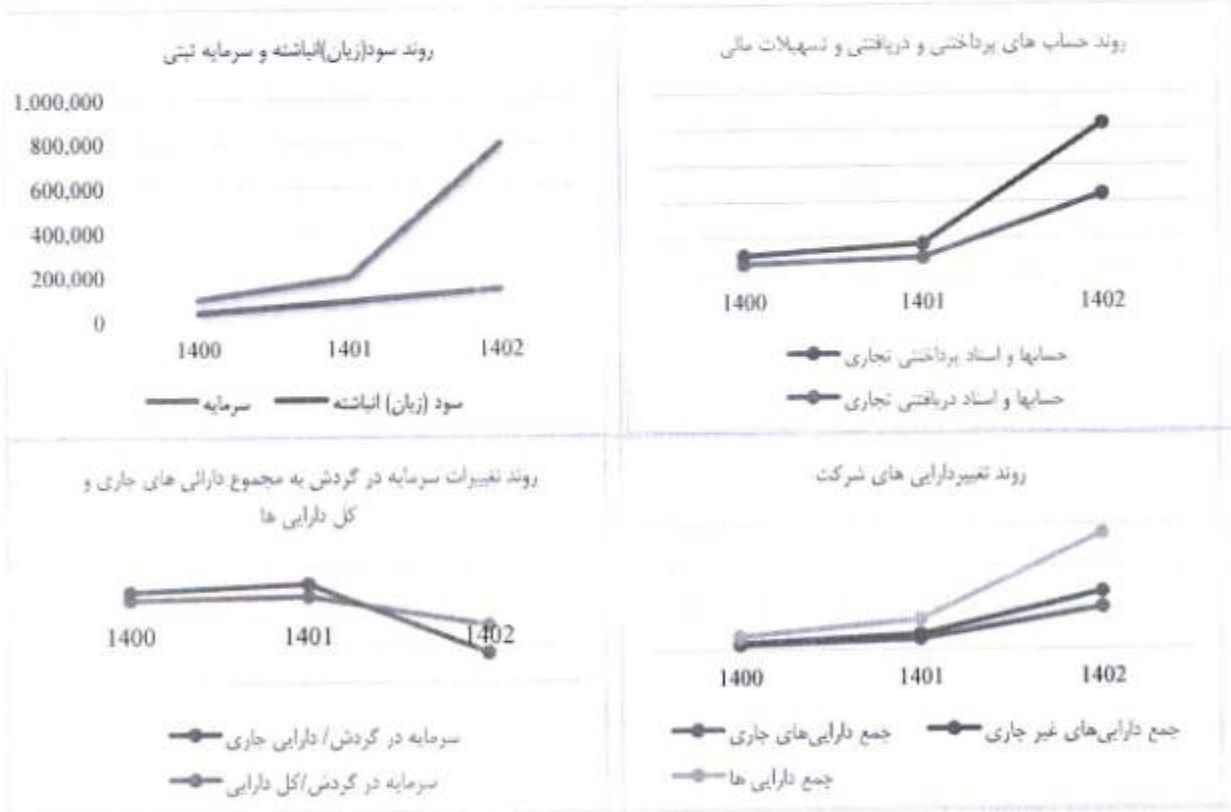 روند سود(زیان)انباشته و سرمایه ثبتی
1,000,000
800,000
600,000
400,000
200,000
0
1400 1401 1402
سرمایه سود (زیان) انباشته
روند حساب های پرداختنی و دریافتنی و تسهیلات مالی
1400 1401 1402
حسابها و اسناد پرداختنی تجاری
حسابها و اسناد دریافتنی تجاری
روند تغییرات سرمایه در گردش به مجموع دارائی های جاری و
کل دارایی ها
1400 1401 1402
سرمایه در گردش/ دارایی جاری
سرمایه در گردش/کل دارایی
روند تغییردارایی های شرکت
1400 1401 1402
جمع دارایی‌های جاری جمع دارایی‌های غیر جاری
جمع دارایی ها